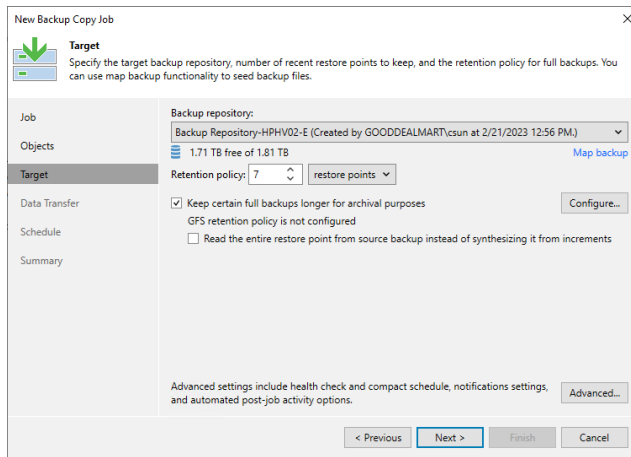 New Backup Copy Job
Target
Specify the target backup repository, number of recent restore points to keep, and the retention policy for full backups. You
can use map backup functionality to seed backup files.
Job
Objects
Target
Data Transfer
Schedule
Summary
Backup repository:
Backup Repository-HPHV02-E (Created by GOODDEALMART\csun at 2/21/2023 12:56 PM.)
1.71 TB free of 1.81 TB
Map backup
Retention policy: 7 restore points
Keep certain full backups longer for archival purposes
Configure...
GFS retention policy is not configured
Read the entire restore point from source backup instead of synthesizing it from increments
Advanced settings include health check and compact schedule, notifications settings,
and automated post-job activity options.
Advanced...
< Previous
Next >
Finish
Cancel